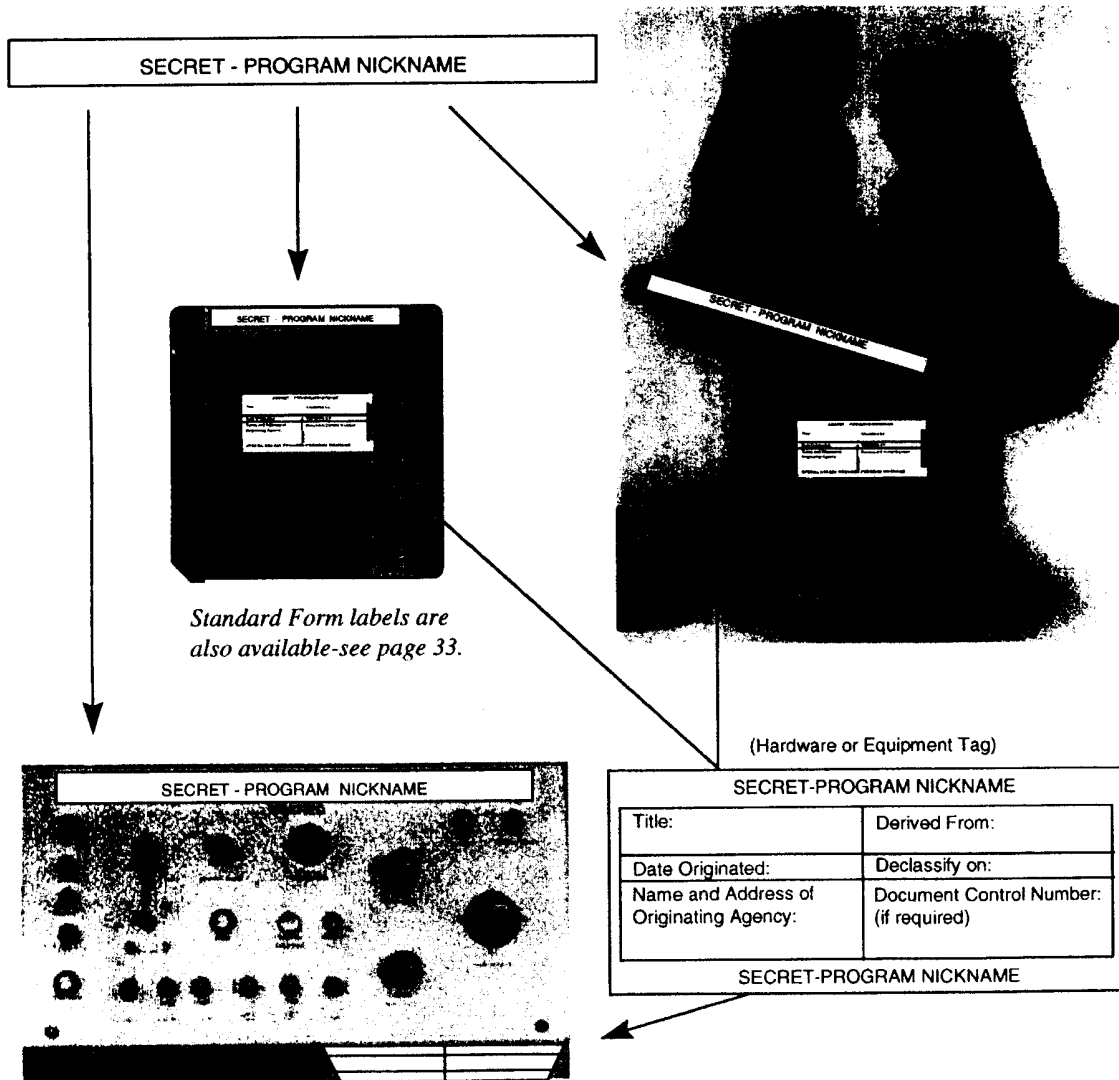 SECRET - PROGRAM NICKNAME
SECRET - PROGRAM NICKNAME
SECRET - PROGRAM NICKNAME
Standard Form labels are
also available-see page 33.
SECRET - PROGRAM NICKNAME
(Hardware or Equipment Tag)
SECRET-PROGRAM NICKNAME
Title:
Derived From:
Date Originated:
Declassify on:
Name and Address of
Originating Agency:
Document Control Number:
(if required)
SECRET-PROGRAM NICKNAME